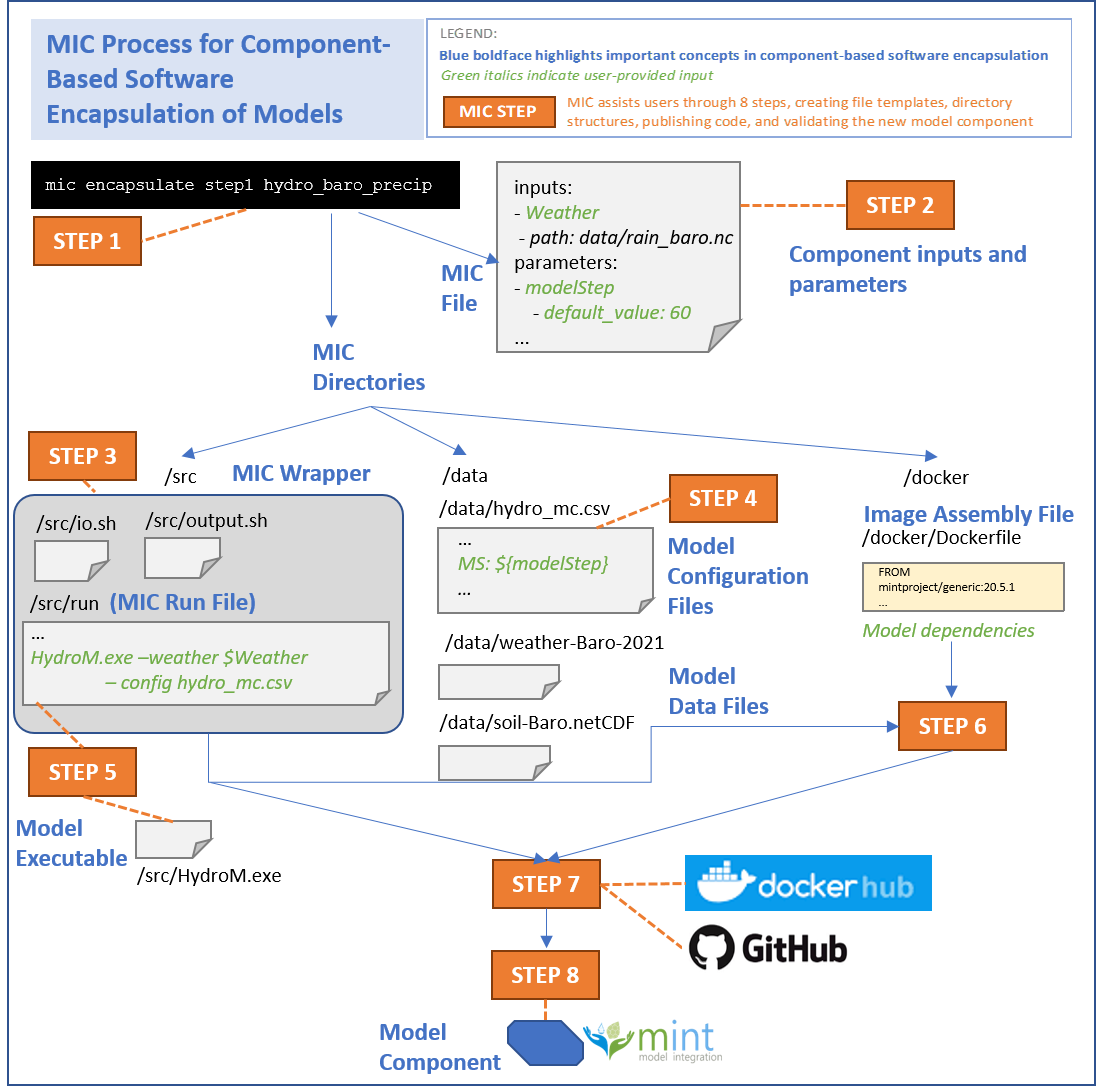 MIC Process for Component-
Based Software
Encapsulation of Models
LEGEND:
Blue boldface highlights important concepts in component-based software encapsulation
Green italics indicate user-provided input
MIC STEP
MIC assists users through 8 steps, creating file templates, directory
structures, publishing code, and validating the new model component
mic encapsulate step1 hydro_baro_precip
STEP 1
MIC
File
inputs:
- Weather
- path: data/rain_baro.nc
parameters:
- modelStep
- default_value: 60
...
STEP 2
Component inputs and
parameters
MIC
Directories
STEP 3
/src
MIC Wrapper
/src/io.sh
/src/output.sh
/src/run (MIC Run File)
...
HydroM.exe –weather $Weather
– config hydro_mc.csv
STEP 5
Model
Executable
/src/HydroM.exe
/data
/data/hydro_mc.csv
STEP 4
...
MS: ${modelStep}
...
Model
Configuration
Files
/data/weather-Baro-2021
Model
Data Files
/data/soil-Baro.netCDF
/docker
Image Assembly File
/docker/Dockerfile
FROM
mintproject/generic:20.5.1
...
Model dependencies
STEP 6
STEP 7
docker hub
GitHub
STEP 8
Model
Component
mint
model integration